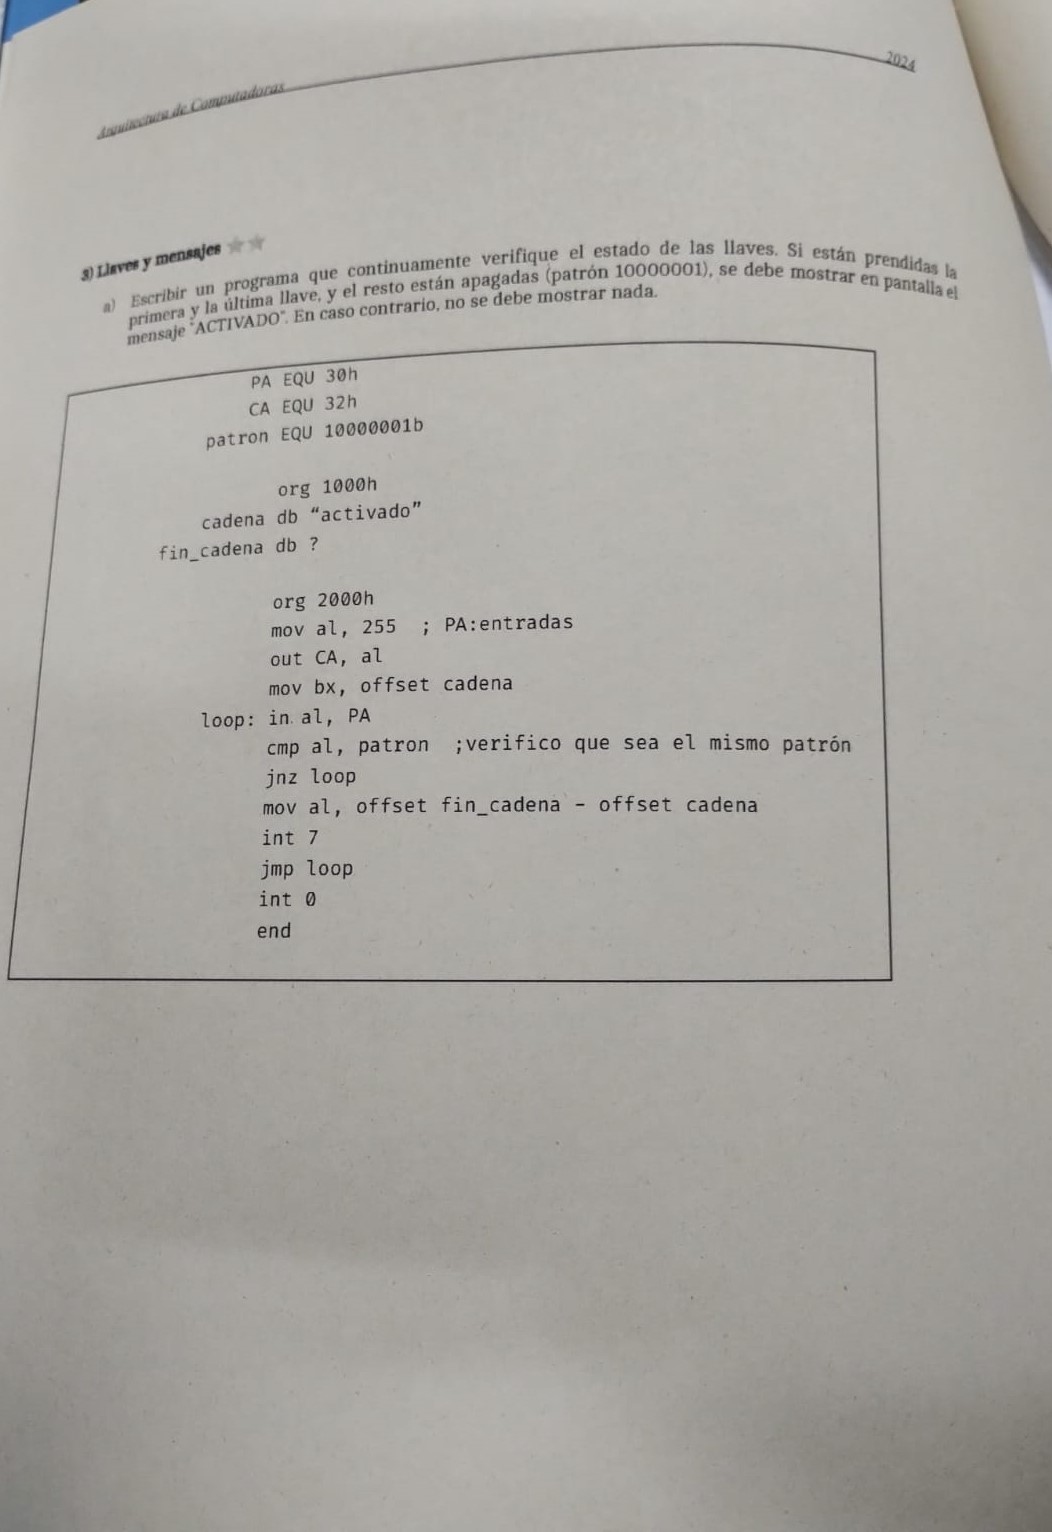 Arquitectura de Computadoras
2024
3) Llaves y mensajes
a) Escribir un programa que continuamente verifique el estado de las llaves. Si están prendidas la
primera y la última llave, y el resto están apagadas (patrón 10000001), se debe mostrar en pantalla el
mensaje "ACTIVADO". En caso contrario, no se debe mostrar nada.
PA EQU 30h
CA EQU 32h
patron EQU 10000001b
org 1000h
cadena db “activado”
fin_cadena db ?
org 2000h
mov al, 255 ; PA:entradas
out CA, al
mov bx, offset cadena
loop: in al, PA
cmp al, patron ;verifico que sea el mismo patrón
jnz loop
mov al, offset fin_cadena - offset cadena
int 7
jmp loop
int 0
end